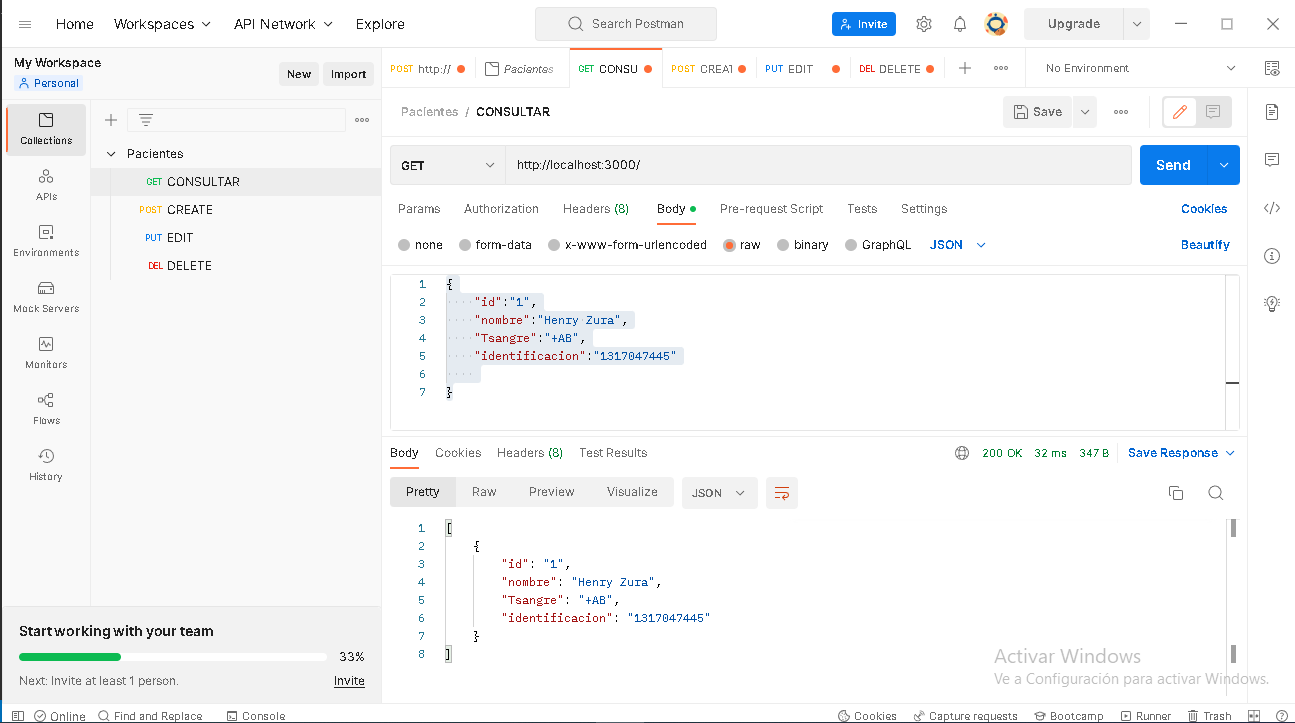 Home Workspaces API Network Explore Search Postman Invite Upgrade
My Workspace
Personal
New Import
POST http:// Pacientes GET CONSU POST CREAT PUT EDIT DEL DELETE No Environment
Collections
APIs
Environments
Mock Servers
Monitors
Flows
History
Pacientes
GET CONSULTAR
POST CREATE
PUT EDIT
DEL DELETE
Pacientes / CONSULTAR Save
GET http://localhost:3000/ Send
Params Authorization Headers (8) Body Pre-request Script Tests Settings Cookies
none form-data x-www-form-urlencoded raw binary GraphQL JSON Beautify
1 {
2 "id":"1",
3 "nombre":"Henry Zura",
4 "Tsangre":"+AB",
5 "identificacion":"1317047445"
6
7 }
Body Cookies Headers (8) Test Results 200 OK 32 ms 347 B Save Response
Pretty Raw Preview Visualize JSON
1 [
2 {
3 "id": "1",
4 "nombre": "Henry Zura",
5 "Tsangre": "+AB",
6 "identificacion": "1317047445"
7 }
8 ]
Start working with your team
33%
Next: Invite at least 1 person. Invite
Activar Windows
Ve a Configuración para activar Windows.
Online Find and Replace Console Cookies Capture requests Bootcamp Runner Trash